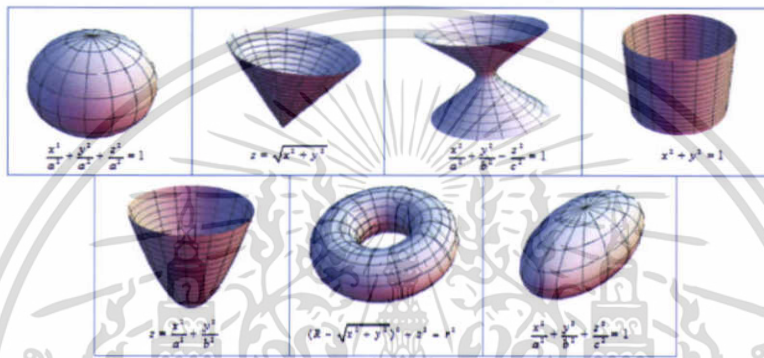 x²/a² + y²/a² + z²/a² = 1
z = √(x² + y²)
x²/a² + y²/b² - z²/c² = 1
x² + y² = 1
z = x²/a² + y²/b²
(R - √(x² + y²))² + z² = r²
x²/a² + y²/b² + z²/c² = 1